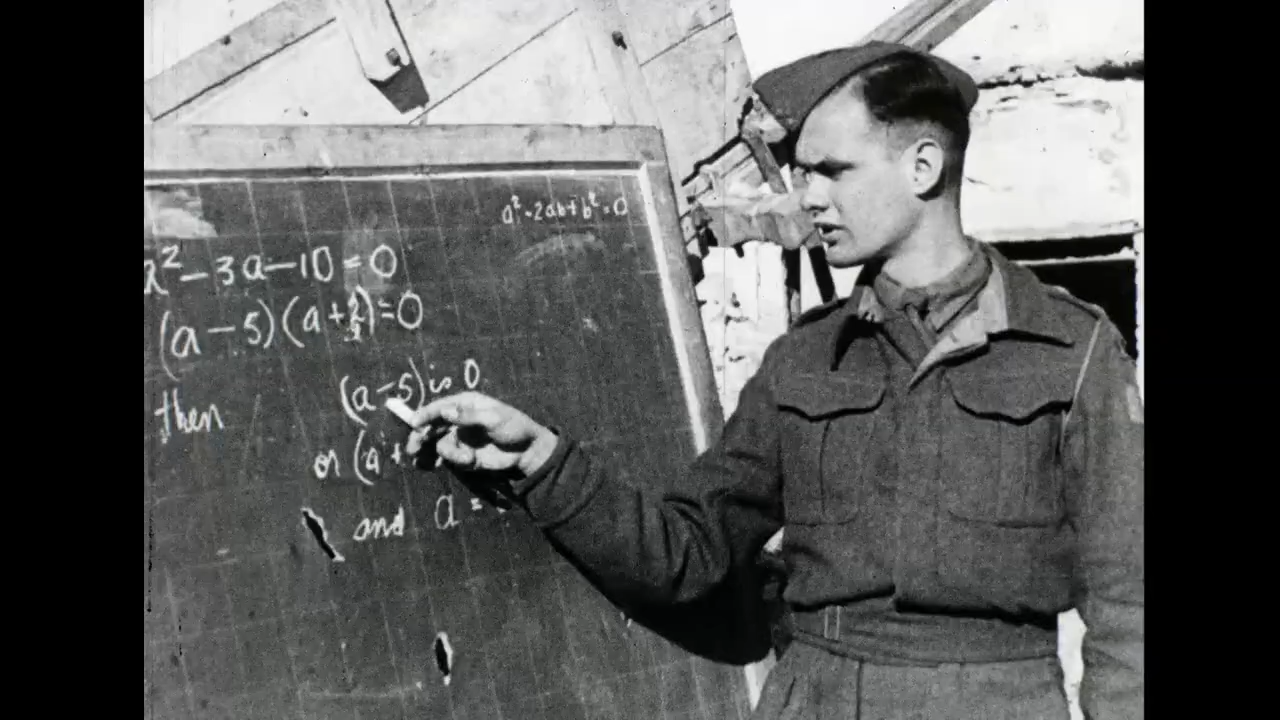 a² - 2ab + b² = 0
a² - 3a - 10 = 0
(a - 5)(a + 2) = 0
then (a - 5) is 0
or (a +
and a =